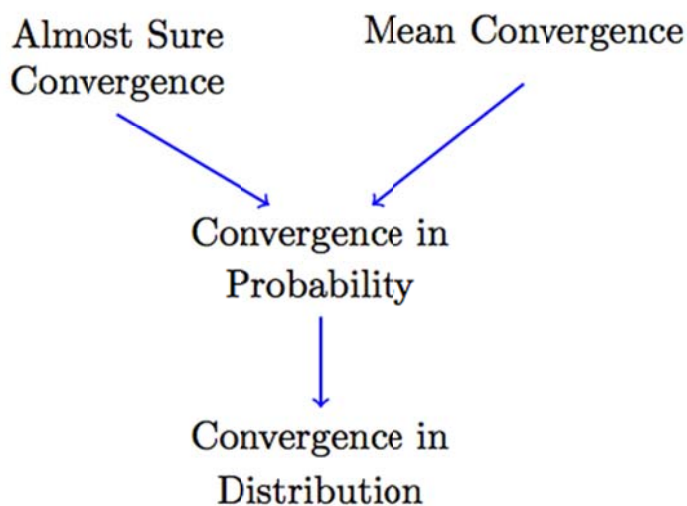 Almost Sure
Convergence
Mean Convergence
Convergence in
Probability
Convergence in
Distribution